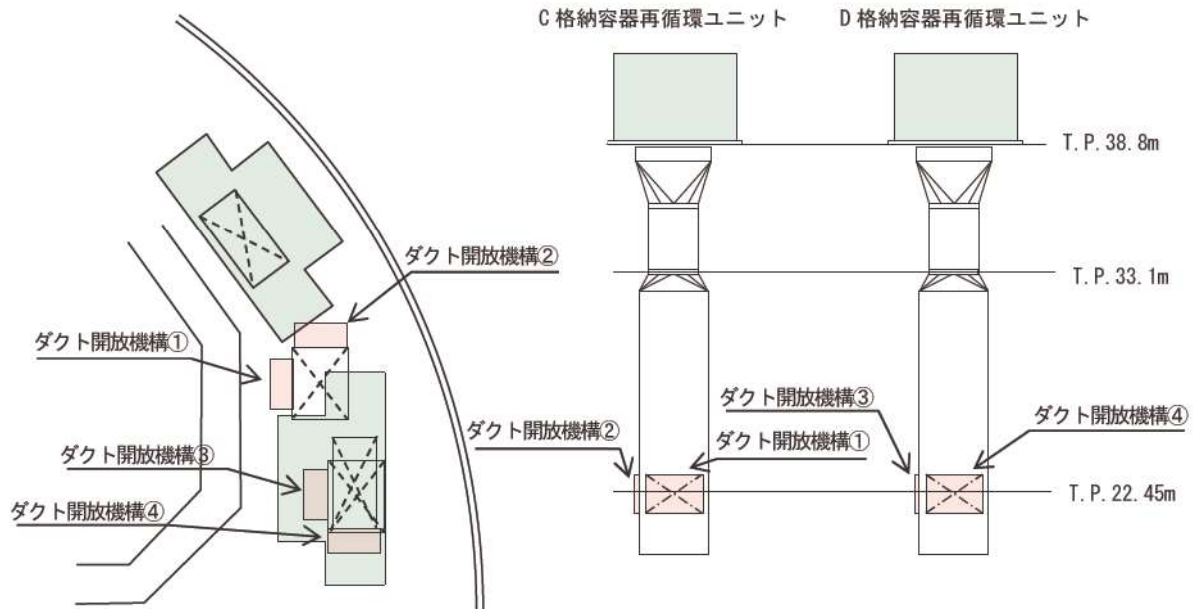 C格納容器再循環ユニット
D格納容器再循環ユニット
T.P.38.8m
ダクト開放機構②
T.P.33.1m
ダクト開放機構①
ダクト開放機構③
ダクト開放機構④
ダクト開放機構②
ダクト開放機構①
ダクト開放機構③
ダクト開放機構④
T.P.22.45m